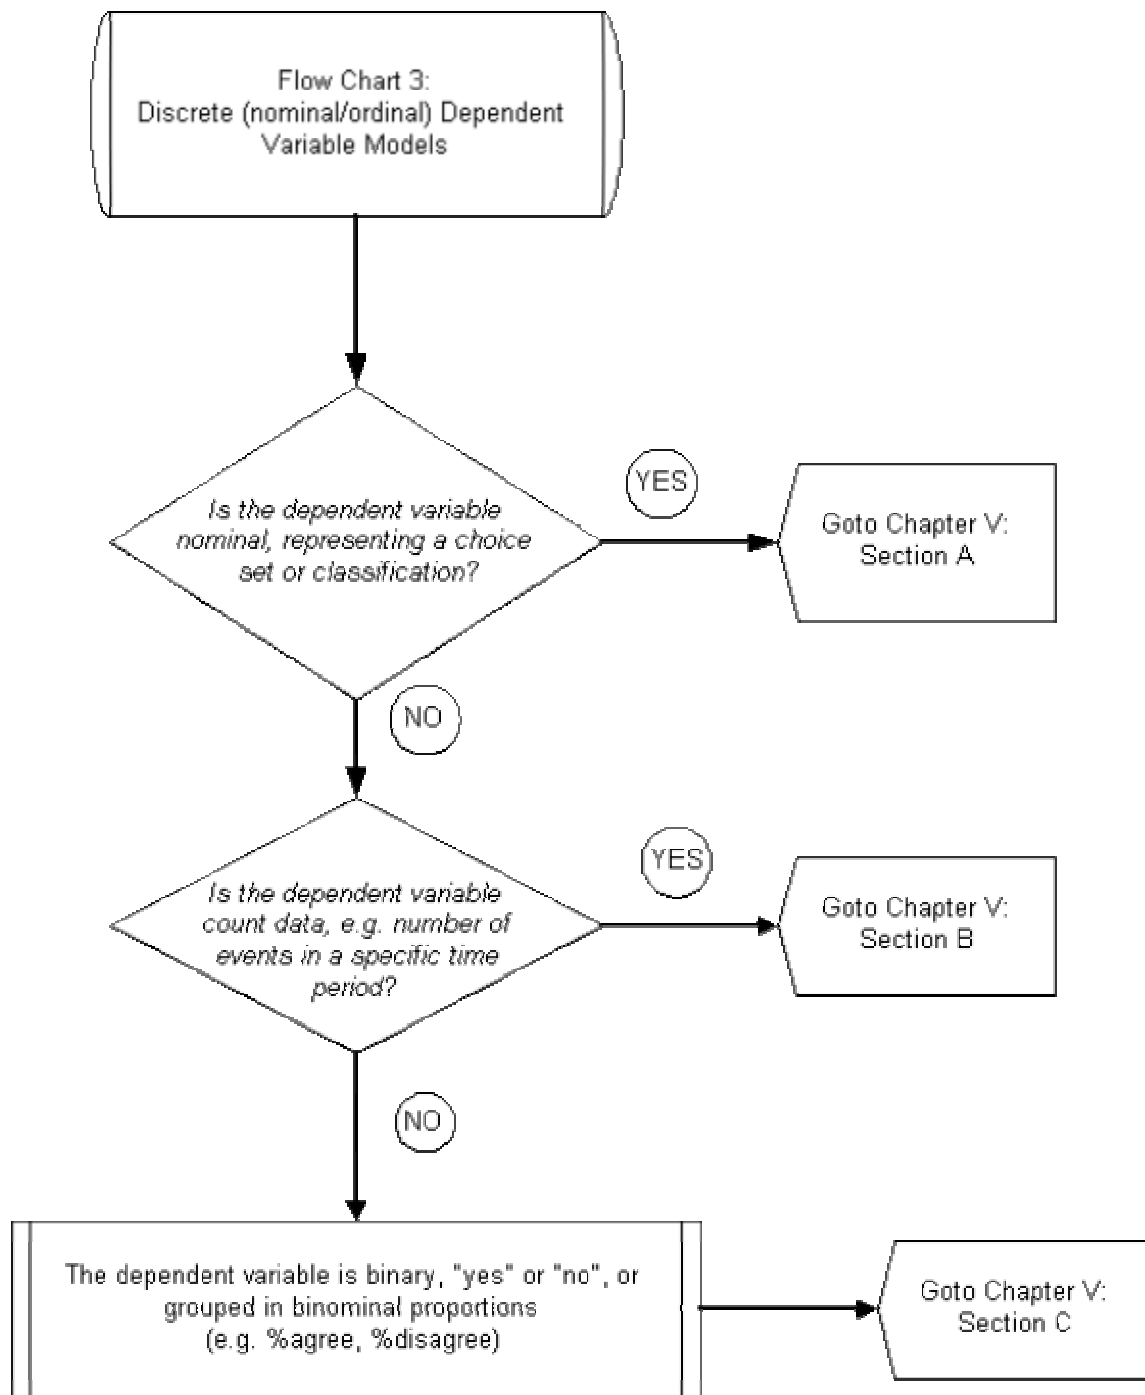 Flow Chart 3:
Discrete (nominal/ordinal) Dependent
Variable Models
Is the dependent variable
nominal, representing a choice
set or classification?
YES
Goto Chapter V:
Section A
NO
Is the dependent variable
count data, e.g. number of
events in a specific time
period?
YES
Goto Chapter V:
Section B
NO
The dependent variable is binary, "yes" or "no", or
grouped in binominal proportions
(e.g. %agree, %disagree)
Goto Chapter V:
Section C